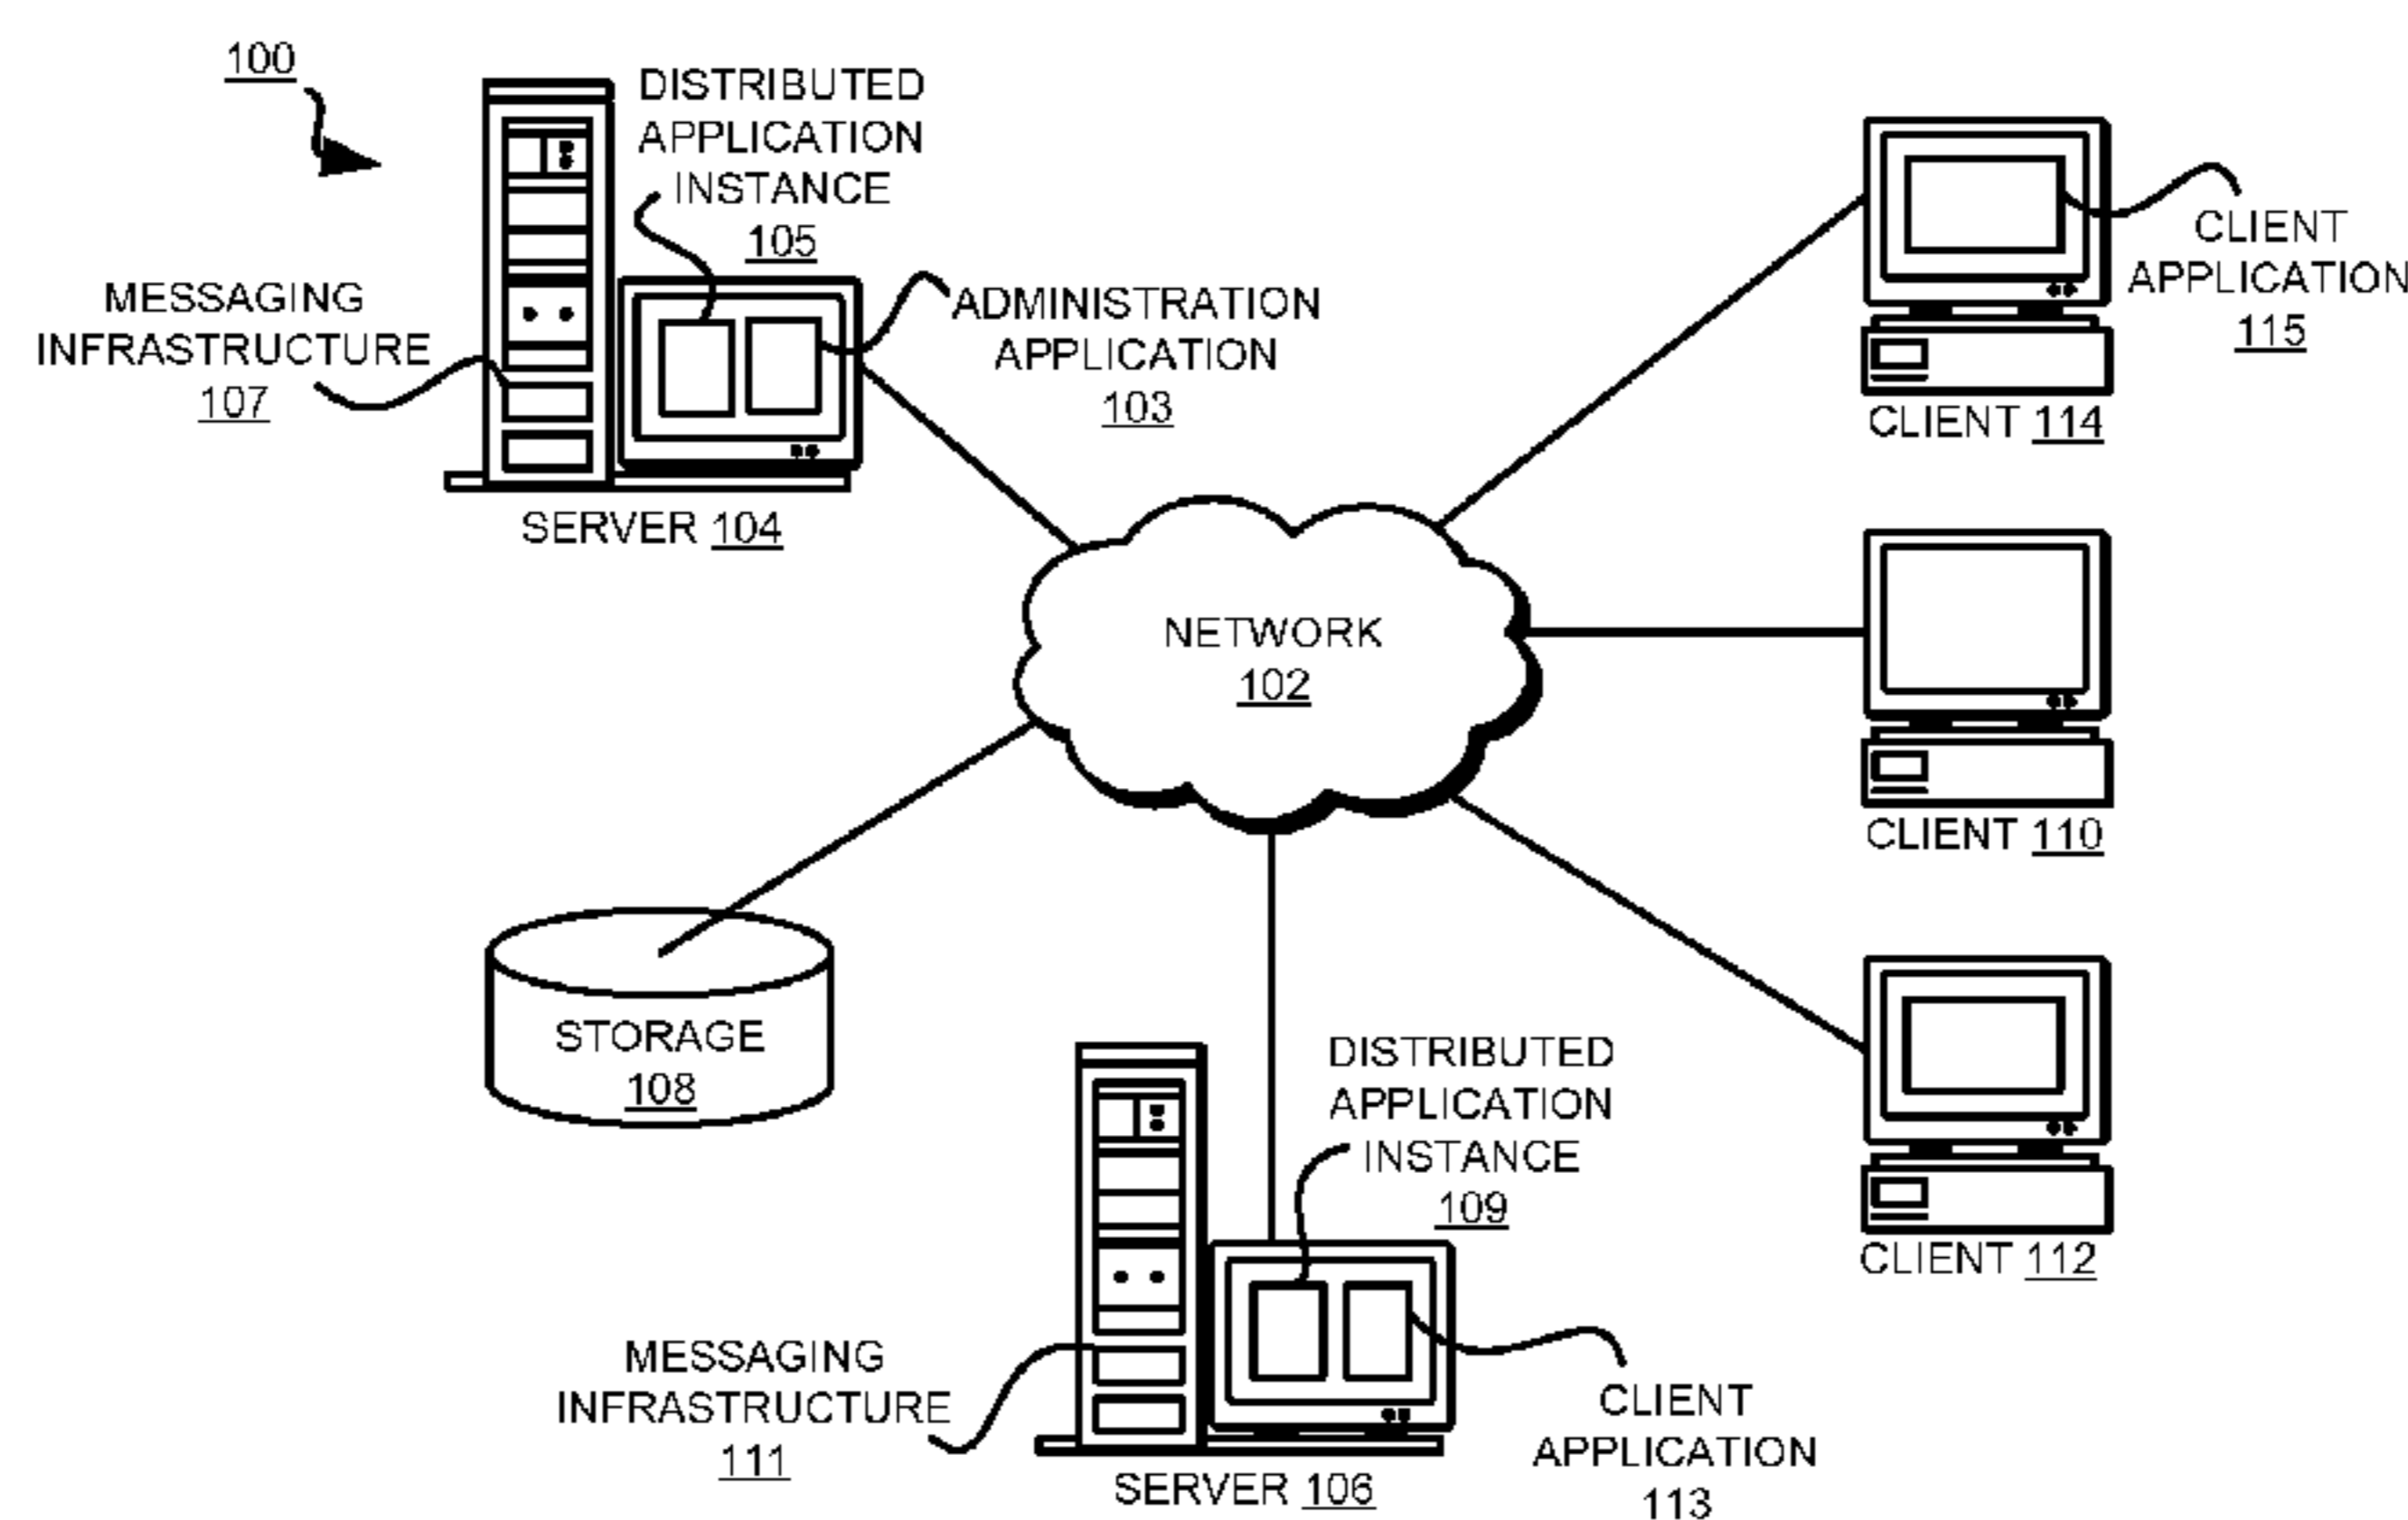 100
DISTRIBUTED
APPLICATION
INSTANCE
105
MESSAGING
INFRASTRUCTURE
107
ADMINISTRATION
APPLICATION
103
SERVER 104
CLIENT
APPLICATION
115
CLIENT 114
NETWORK
102
CLIENT 110
STORAGE
108
DISTRIBUTED
APPLICATION
INSTANCE
109
CLIENT 112
MESSAGING
INFRASTRUCTURE
111
CLIENT
APPLICATION
113
SERVER 106